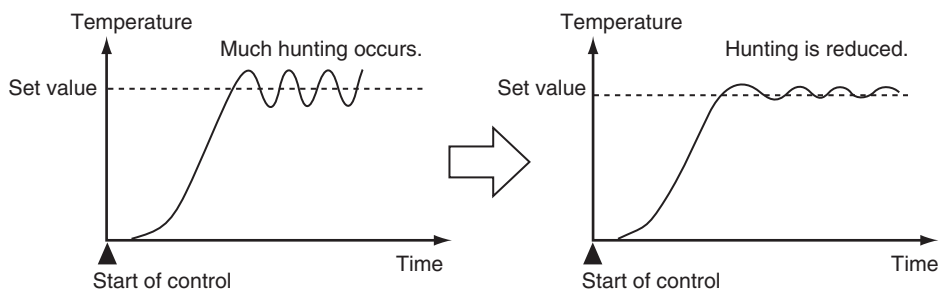 Temperature
Much hunting occurs.
Set value
Time
Start of control
Temperature
Hunting is reduced.
Set value
Time
Start of control